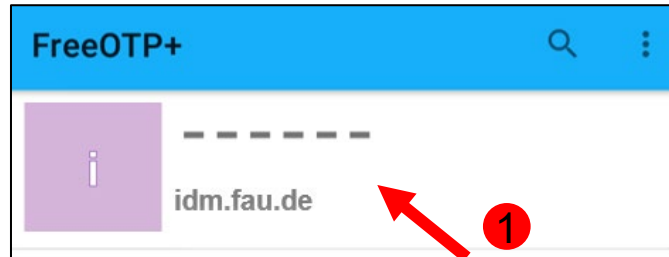 FreeOTP+
i
------
idm.fau.de
1